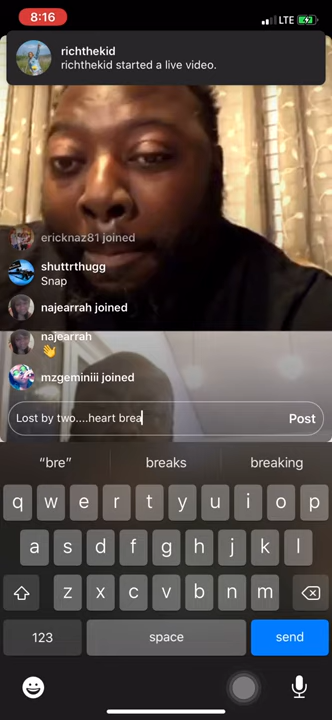 8:16
LTE
richthekid
richthekid started a live video.
ericknaz81 joined
shuttrthugg
Snap
najearrah joined
najearrah
👋
mzgeminiii joined
Lost by two....heart brea
Post
“bre” breaks breaking
q w e r t y u i o p
a s d f g h j k l
z x c v b n m
123 space send